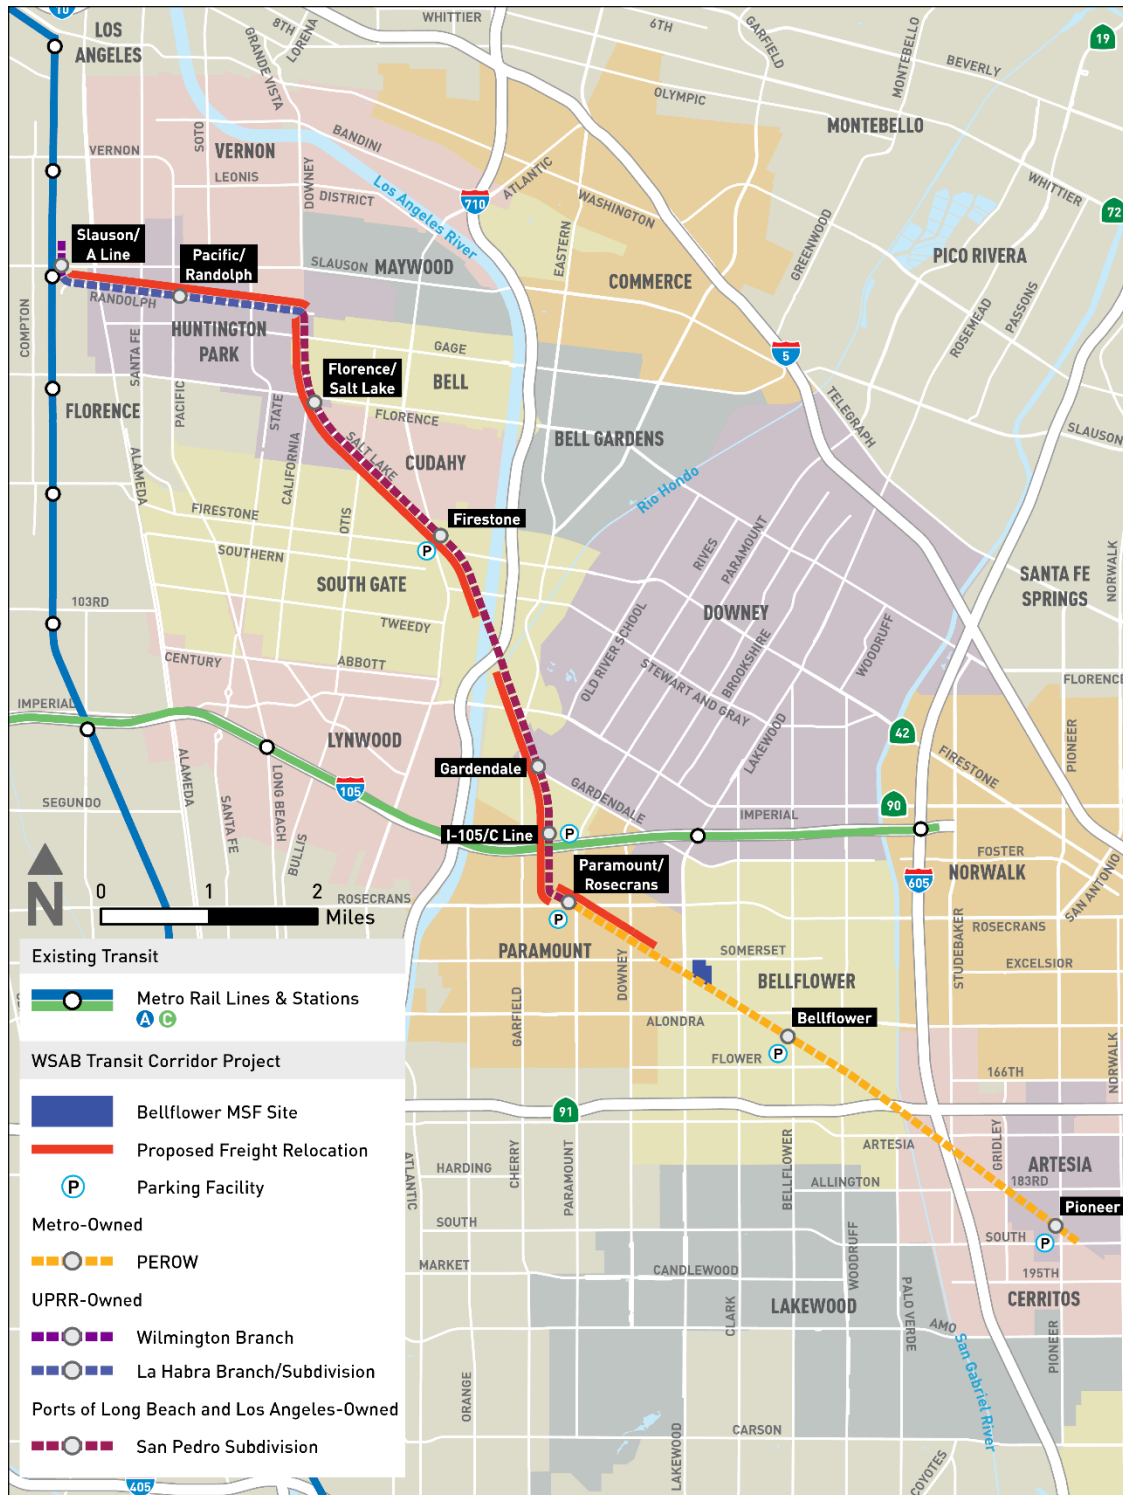 10
LOS
ANGELES
8TH
LORENA
GRANDE VISTA
WHITTIER
6TH
GARFIELD
MONTEBELLO
19
BEVERLY
OLYMPIC
MONTEBELLO
SOTO
BANDINI
VERNON
VERNON
LEONIS
DOWNEY
DISTRICT
ATLANTIC
WASHINGTON
WHITTIER
Los Angeles River
710
72
Slauson/
A Line
Pacific/
Randolph
SLAUSON
MAYWOOD
EASTERN
COMMERCE
GREENWOOD
PICO RIVERA
PASSONS
ROSEMEAD
RANDOLPH
COMPTON
SANTA FE
HUNTINGTON
PARK
GAGE
BELL
5
Florence/
Salt Lake
PACIFIC
STATE
FLORENCE
FLORENCE
CALIFORNIA
SALT LAKE
CUDAHY
BELL GARDENS
TELEGRAPH
SLAUSON
ALAMEDA
Rio Hondo
FIRESTONE
OTIS
Firestone
P
SOUTHERN
SOUTH GATE
RIVES
PARAMOUNT
DOWNEY
SANTA FE
SPRINGS
NORWALK
103RD
TWEEDY
OLD RIVER SCHOOL
BROOKSHIRE
WOODRUFF
CENTURY
ABBOTT
STEWART AND GRAY
FLORENCE
IMPERIAL
LYNWOOD
LAKEWOOD
42
PIONEER
FIRESTONE
ALAMEDA
Gardendale
GARDENDALE
105
SEGUNDO
SANTA FE
LONG BEACH
BULLIS
IMPERIAL
90
I-105/C Line
P
FOSTER
NORWALK
SAN ANTONIO
605
Paramount/
Rosecrans
P
N
0 1 2
Miles
ROSECRANS
ROSECRANS
PARAMOUNT
DOWNEY
SOMERSET
BELLFLOWER
STUDEBAKER
EXCELSIOR
GARFIELD
ALONDRA
Bellflower
P
FLOWER
166TH
NORWALK
91
ARTESIA
GRIDLEY
ARTESIA
183RD
ATLANTIC
HARDING
CHERRY
PARAMOUNT
BELLFLOWER
ALLINGTON
Pioneer
P
SOUTH
SOUTH
MARKET
CANDLEWOOD
WOODRUFF
195TH
CERRITOS
CLARK
LAKEWOOD
PALO VERDE
AMO
San Gabriel River
PIONEER
ORANGE
CARSON
LAKEWOOD
COYOTES
405
Existing Transit
Metro Rail Lines & Stations
A C
WSAB Transit Corridor Project
Bellflower MSF Site
Proposed Freight Relocation
P Parking Facility
Metro-Owned
PEROW
UPRR-Owned
Wilmington Branch
La Habra Branch/Subdivision
Ports of Long Beach and Los Angeles-Owned
San Pedro Subdivision